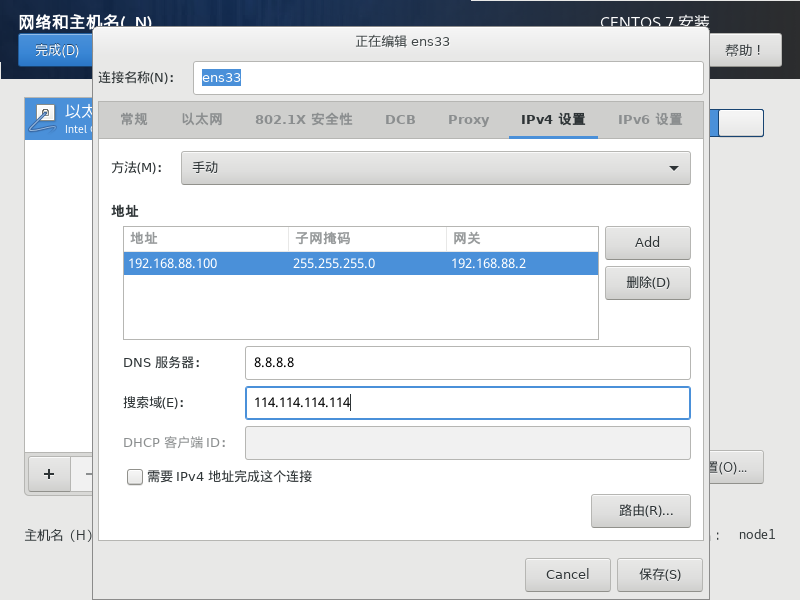 网络和主机名(_N)
CENTOS 7 安装
完成(D)
帮助！
正在编辑 ens33
连接名称(N)：
ens33
以太
Intel
常规
以太网
802.1X 安全性
DCB
Proxy
IPv4 设置
IPv6 设置
方法(M)：
手动
地址
地址
子网掩码
网关
192.168.88.100
255.255.255.0
192.168.88.2
Add
删除(D)
DNS 服务器：
8.8.8.8
搜索域(E)：
114.114.114.114
DHCP 客户端 ID：
需要 IPv4 地址完成这个连接
+
−
置(O)...
路由(R)...
主机名（H）
：
node1
Cancel
保存(S)